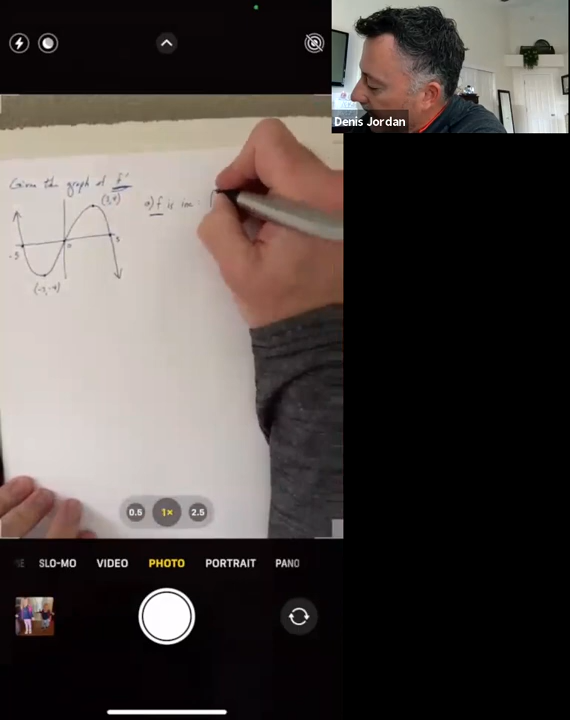 Denis Jordan
Given the graph of f'
(3,4)
a) f is inc:
-5
0
5
(-3,-4)
0.5 1× 2.5
SLO-MO VIDEO PHOTO PORTRAIT PANO